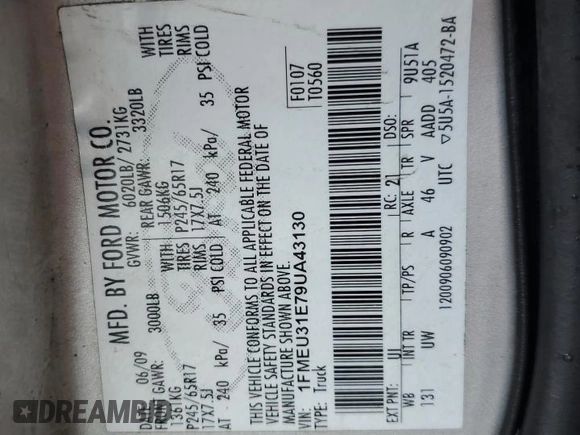 MFD. BY FORD MOTOR CO.
DATE: 06/09 GVWR: 6020LB/ 2731KG
FRONT GAWR: 3000LB REAR GAWR: 3320LB
1361KG WITH 1506KG WITH
P245/65R17 TIRES P245/65R17 TIRES
17X7.5J RIMS 17X7.5J RIMS
AT 240 kPa/ 35 PSI COLD AT 240 kPa/ 35 PSI COLD
THIS VEHICLE CONFORMS TO ALL APPLICABLE FEDERAL MOTOR
VEHICLE SAFETY STANDARDS IN EFFECT ON THE DATE OF
MANUFACTURE SHOWN ABOVE.
VIN: 1FMEU31E79UA43130 F0107
TYPE: Truck T0560
EXT PNT: UI RC: 21 DSO:
WB INT TR TP/PS R AXLE TR SPR 9U51A
131 UW A 46 V AADD 405
1200906090902 UTC ▽5U5A-1520472-BA
DREAMBID